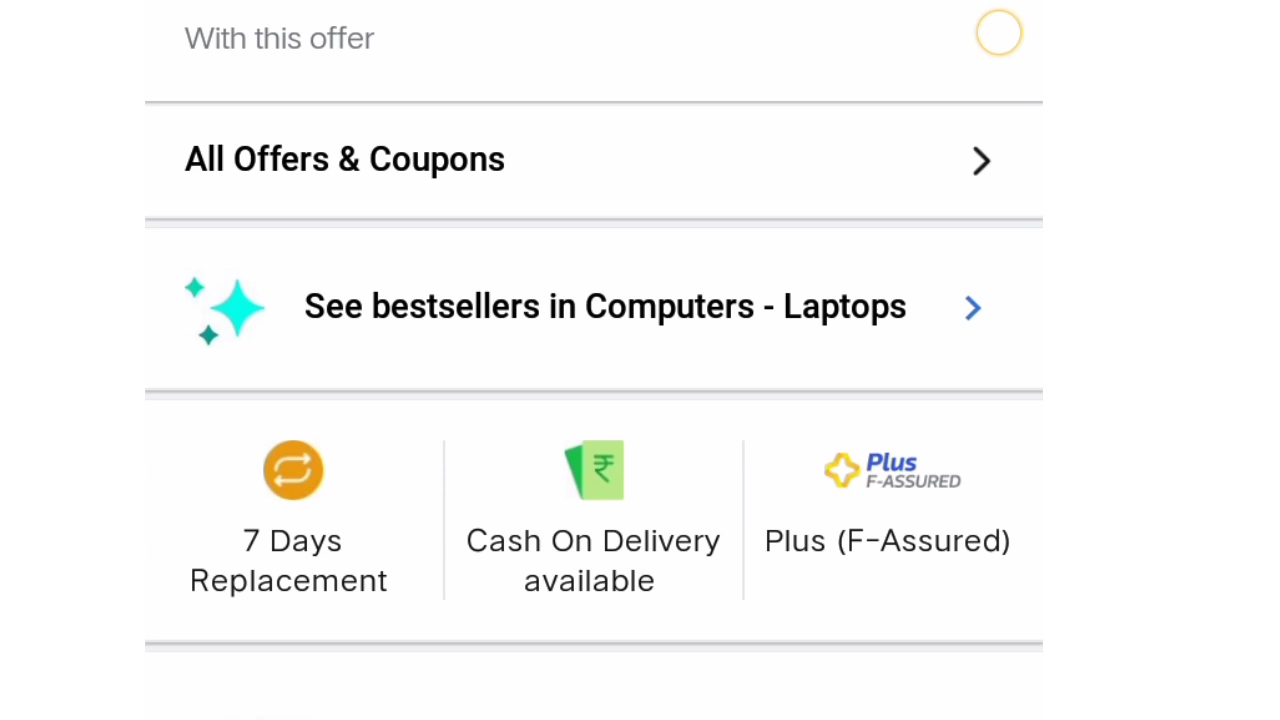 With this offer
All Offers & Coupons
See bestsellers in Computers - Laptops
₹
Plus
F-ASSURED
7 Days
Replacement
Cash On Delivery
available
Plus (F-Assured)